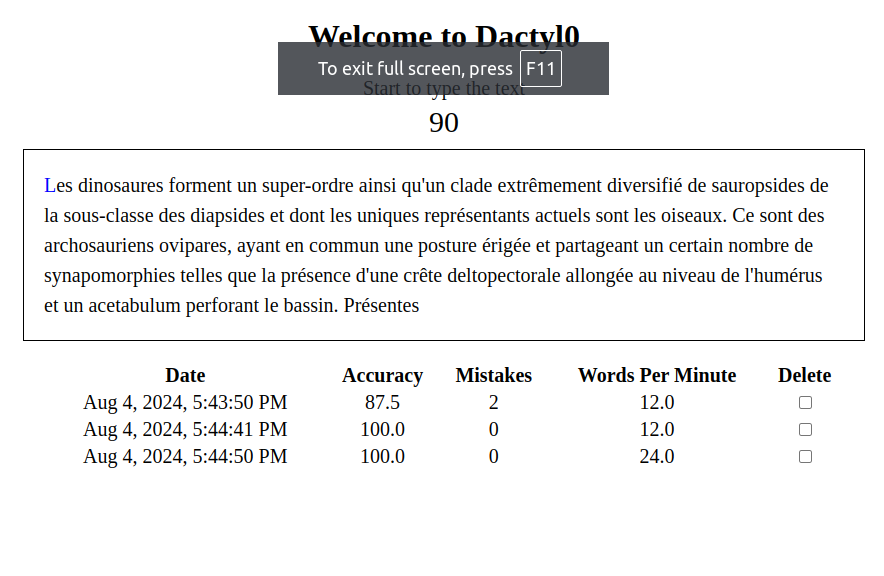 Welcome to Dactyl0
To exit full screen, press F11
Start to type the text
90
Les dinosaures forment un super-ordre ainsi qu'un clade extrêmement diversifié de sauropsides de
la sous-classe des diapsides et dont les uniques représentants actuels sont les oiseaux. Ce sont des
archosauriens ovipares, ayant en commun une posture érigée et partageant un certain nombre de
synapomorphies telles que la présence d'une crête deltopectorale allongée au niveau de l'humérus
et un acetabulum perforant le bassin. Présentes
Date Accuracy Mistakes Words Per Minute Delete
Aug 4, 2024, 5:43:50 PM 87.5 2 12.0
Aug 4, 2024, 5:44:41 PM 100.0 0 12.0
Aug 4, 2024, 5:44:50 PM 100.0 0 24.0